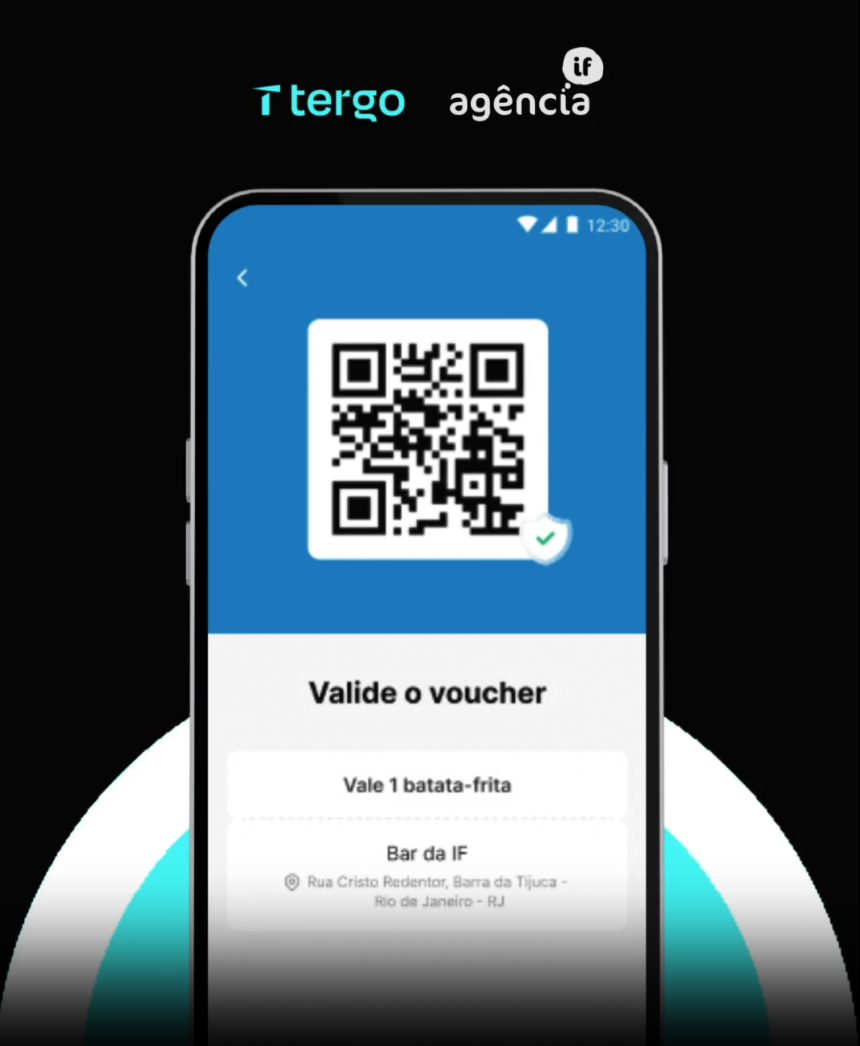 tergo
agência
if
12:30
Valide o voucher
Vale 1 batata-frita
Bar da IF
Rua Cristo Redentor, Barra da Tijuca -
Rio de Janeiro - RJ